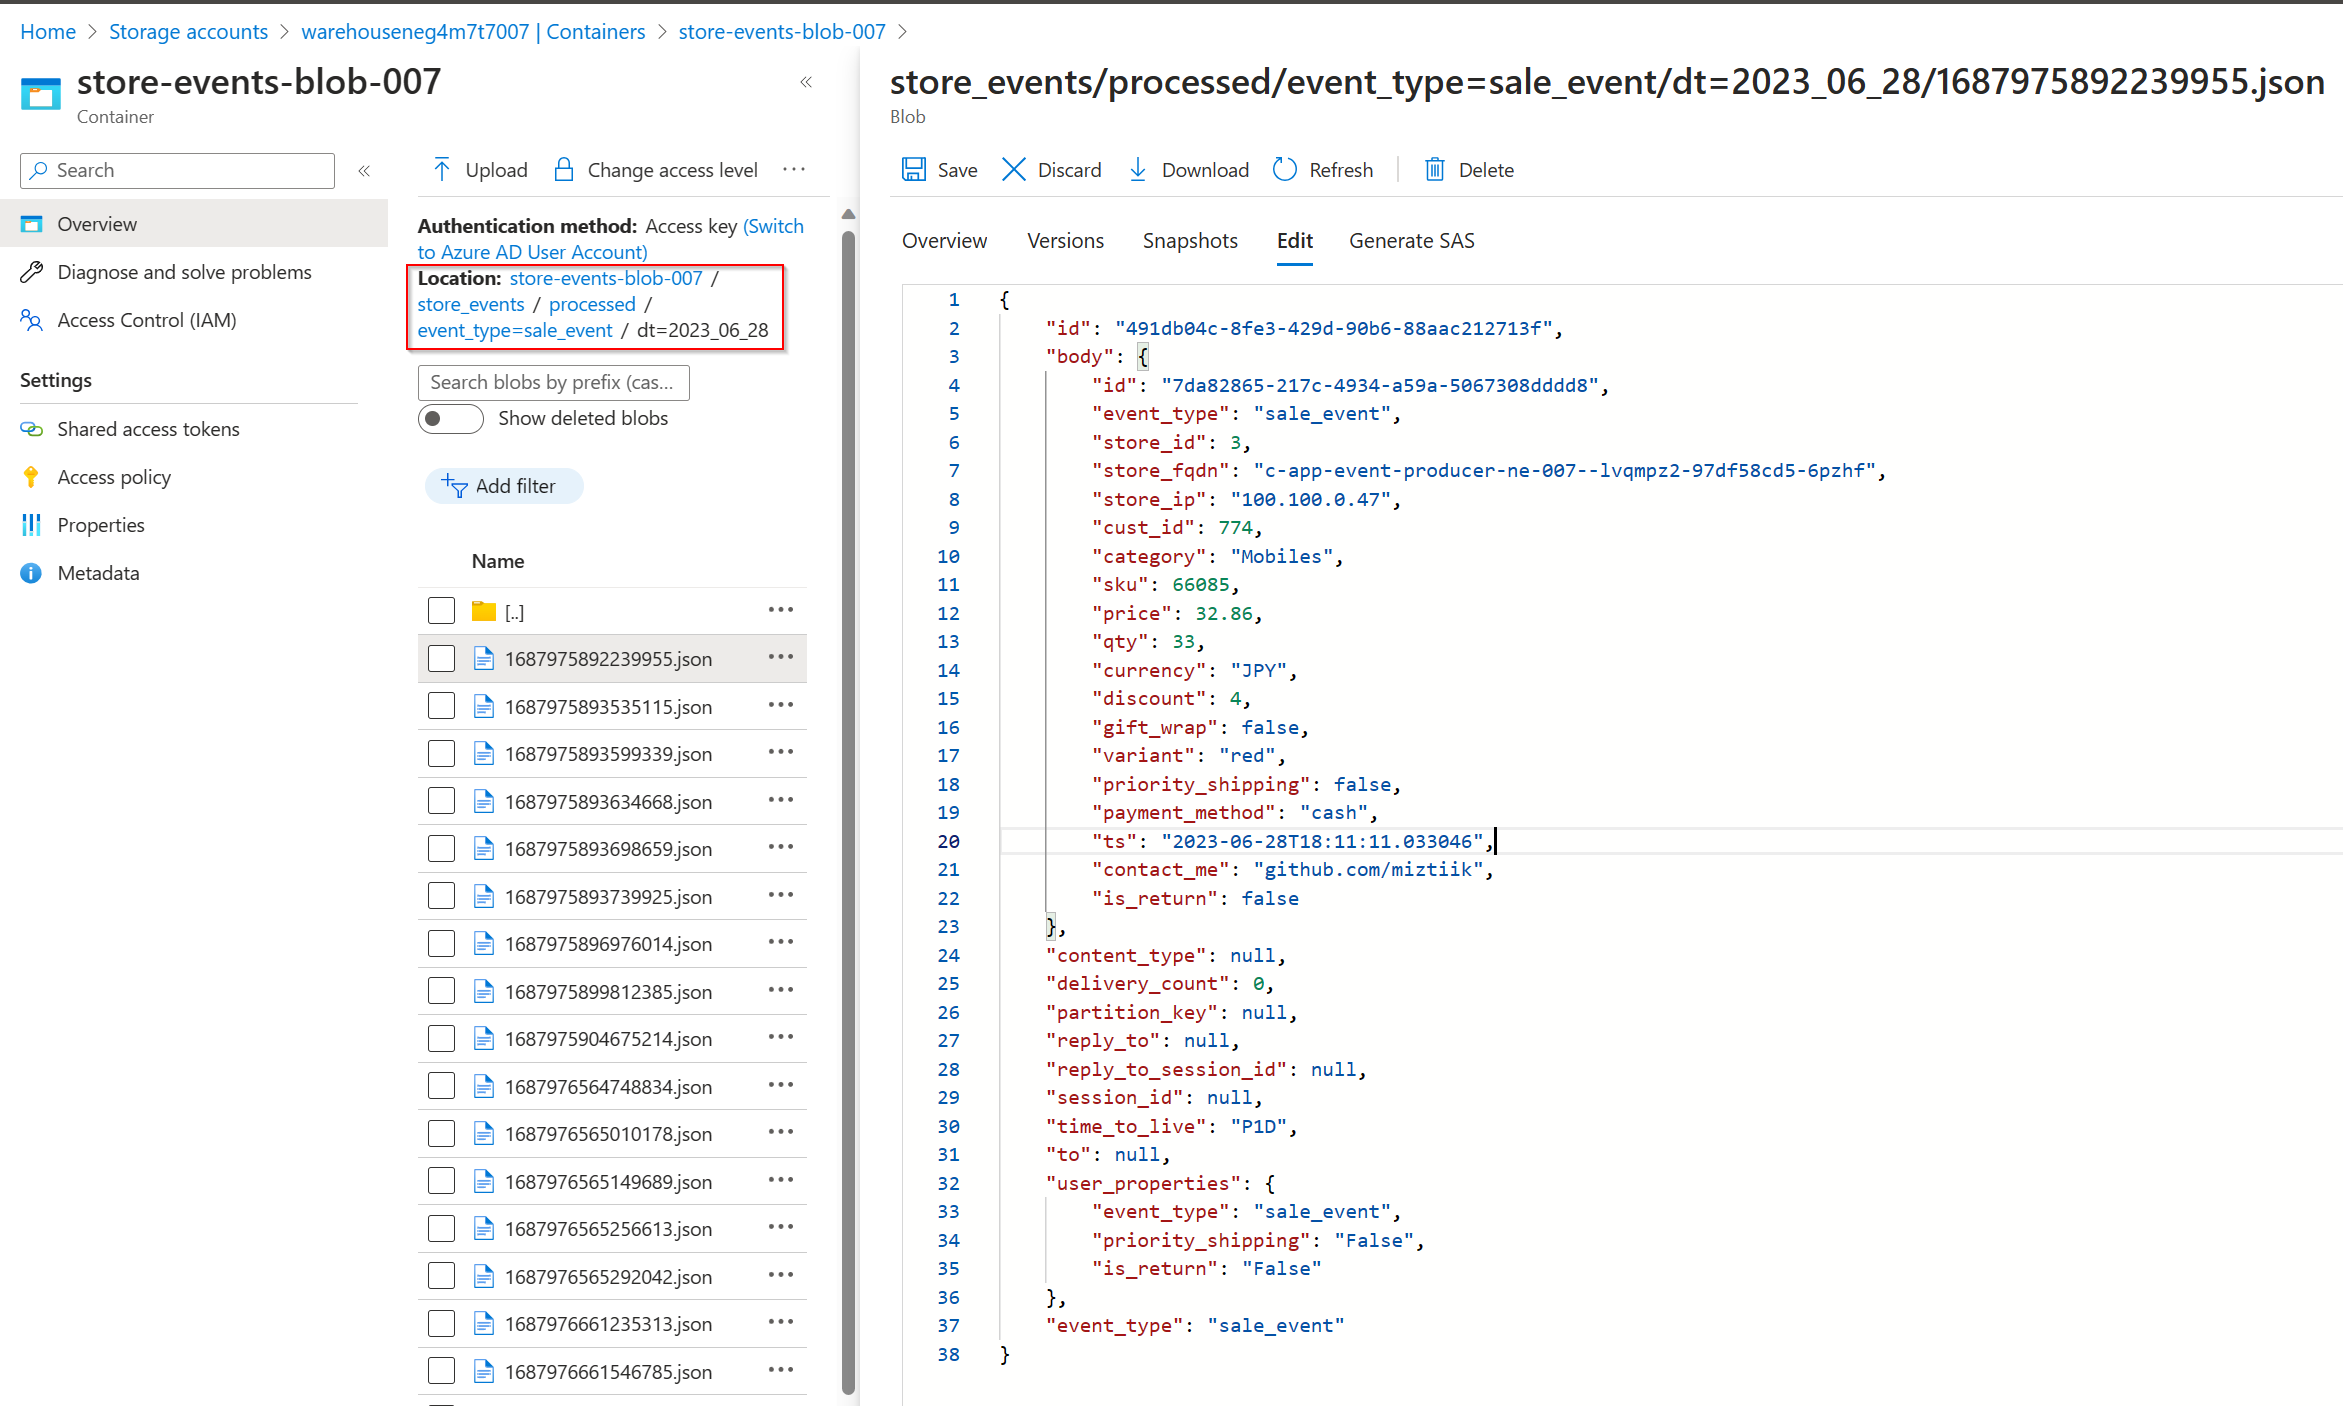 Home > Storage accounts > warehouseneg4m7t7007 | Containers > store-events-blob-007 >
store-events-blob-007
Container
Search
Overview
Diagnose and solve problems
Access Control (IAM)
Settings
Shared access tokens
Access policy
Properties
Metadata
Upload Change access level ...
Authentication method: Access key (Switch
to Azure AD User Account)
Location: store-events-blob-007 /
store_events / processed /
event_type=sale_event / dt=2023_06_28
Search blobs by prefix (cas...
Show deleted blobs
Add filter
Name
[..]
1687975892239955.json
1687975893535115.json
1687975893599339.json
1687975893634668.json
1687975893698659.json
1687975893739925.json
1687975896976014.json
1687975899812385.json
1687975904675214.json
1687976564748834.json
1687976565010178.json
1687976565149689.json
1687976565256613.json
1687976565292042.json
1687976661235313.json
1687976661546785.json
store_events/processed/event_type=sale_event/dt=2023_06_28/1687975892239955.json
Blob
Save Discard Download Refresh Delete
Overview Versions Snapshots Edit Generate SAS
1 {
2 "id": "491db04c-8fe3-429d-90b6-88aac212713f",
3 "body": {
4 "id": "7da82865-217c-4934-a59a-5067308dddd8",
5 "event_type": "sale_event",
6 "store_id": 3,
7 "store_fqdn": "c-app-event-producer-ne-007--lvqmpz2-97df58cd5-6pzhf",
8 "store_ip": "100.100.0.47",
9 "cust_id": 774,
10 "category": "Mobiles",
11 "sku": 66085,
12 "price": 32.86,
13 "qty": 33,
14 "currency": "JPY",
15 "discount": 4,
16 "gift_wrap": false,
17 "variant": "red",
18 "priority_shipping": false,
19 "payment_method": "cash",
20 "ts": "2023-06-28T18:11:11.033046",
21 "contact_me": "github.com/miztiik",
22 "is_return": false
23 },
24 "content_type": null,
25 "delivery_count": 0,
26 "partition_key": null,
27 "reply_to": null,
28 "reply_to_session_id": null,
29 "session_id": null,
30 "time_to_live": "P1D",
31 "to": null,
32 "user_properties": {
33 "event_type": "sale_event",
34 "priority_shipping": "False",
35 "is_return": "False"
36 },
37 "event_type": "sale_event"
38 }